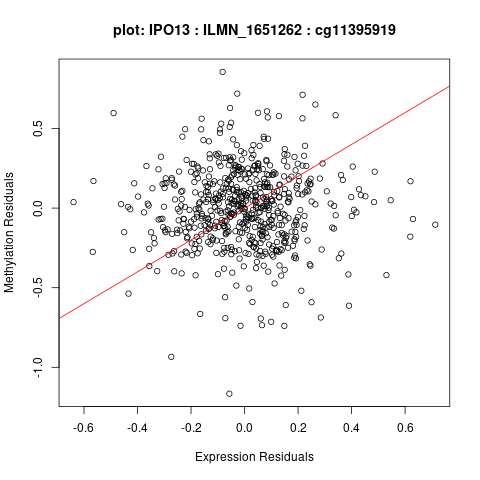 plot: IPO13 : ILMN_1651262 : cg11395919
Methylation Residuals
0.5
0.0
-0.5
-1.0
-0.6 -0.4 -0.2 0.0 0.2 0.4 0.6
Expression Residuals